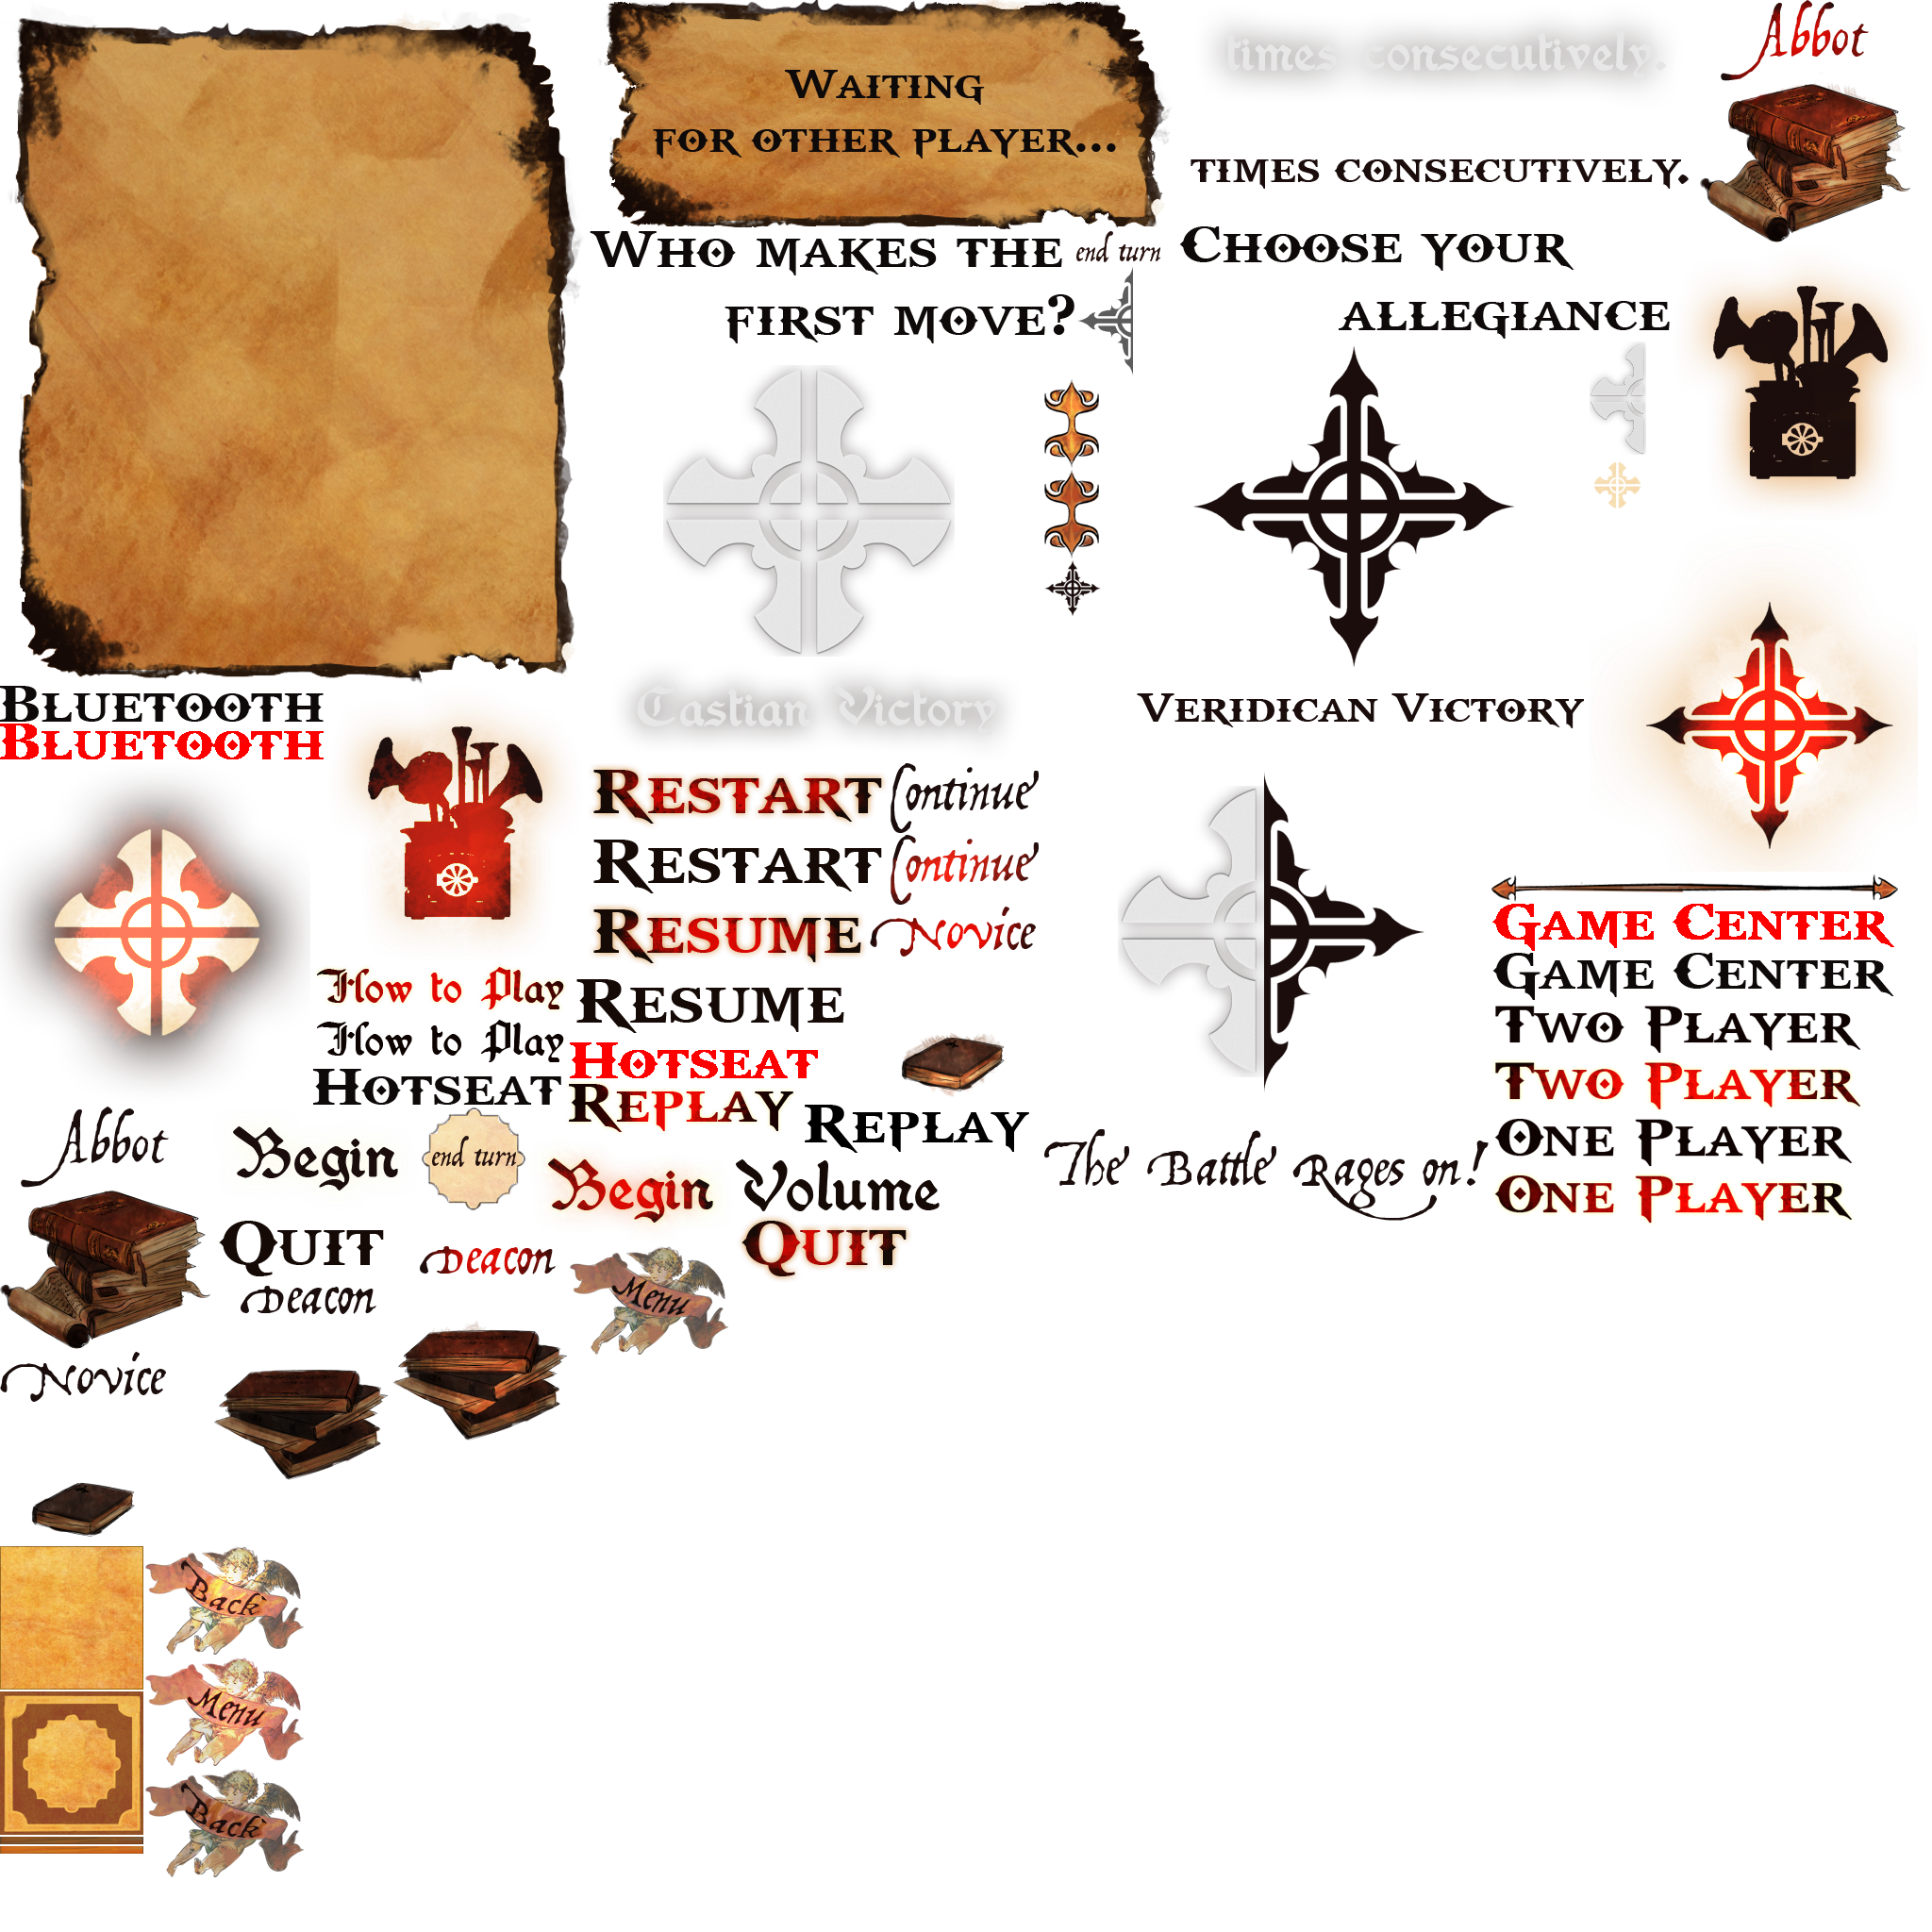 Waiting
for other player...
times consecutively.
Abbot
times consecutively.
Who makes the
end turn
Choose your
first move?
allegiance
Bluetooth
Bluetooth
Castian Victory
Veridican Victory
Restart
Continue
Restart
Continue
Resume
Novice
Game Center
Game Center
How to Play
Resume
Two Player
How to Play
Hotseat
Hotseat
Two Player
Replay
Replay
One Player
Abbot
Begin
end turn
The Battle Rages on!
Begin
Volume
One Player
Quit
Deacon
Quit
Deacon
Menu
Novice
Back
Menu
Back